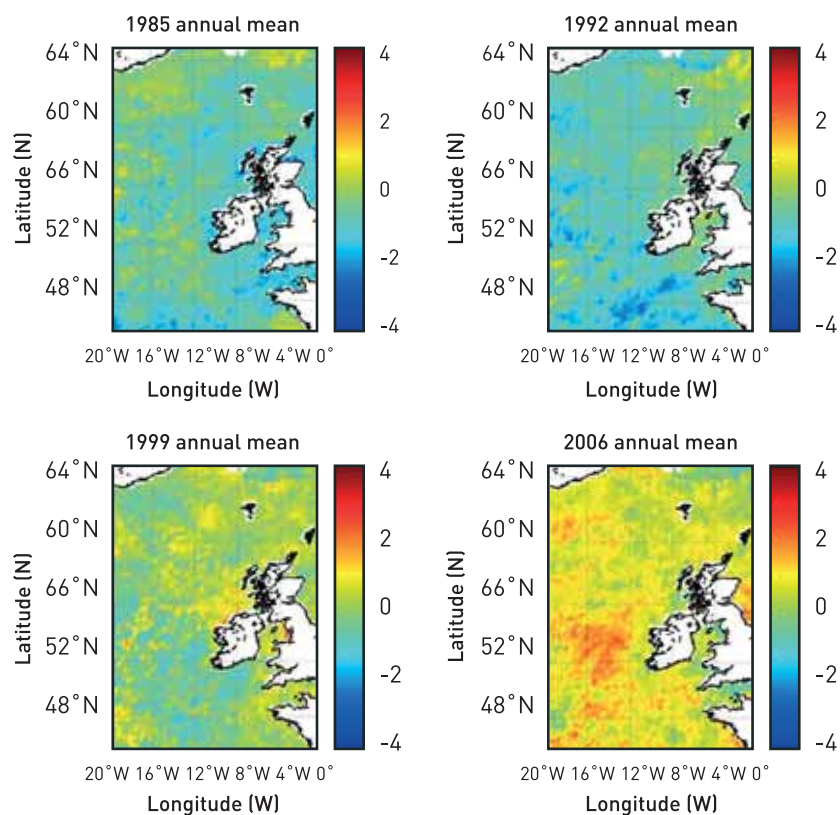 1985 annual mean
64°N
60°N
66°N
52°N
48°N
Latitude (N)
20°W 16°W 12°W 8°W 4°W 0°
Longitude (W)
4
2
0
-2
-4
1992 annual mean
64°N
60°N
66°N
52°N
48°N
Latitude (N)
20°W 16°W 12°W 8°W 4°W 0°
Longitude (W)
4
2
0
-2
-4
1999 annual mean
64°N
60°N
66°N
52°N
48°N
Latitude (N)
20°W 16°W 12°W 8°W 4°W 0°
Longitude (W)
4
2
0
-2
-4
2006 annual mean
64°N
60°N
66°N
52°N
48°N
Latitude (N)
20°W 16°W 12°W 8°W 4°W 0°
Longitude (W)
4
2
0
-2
-4